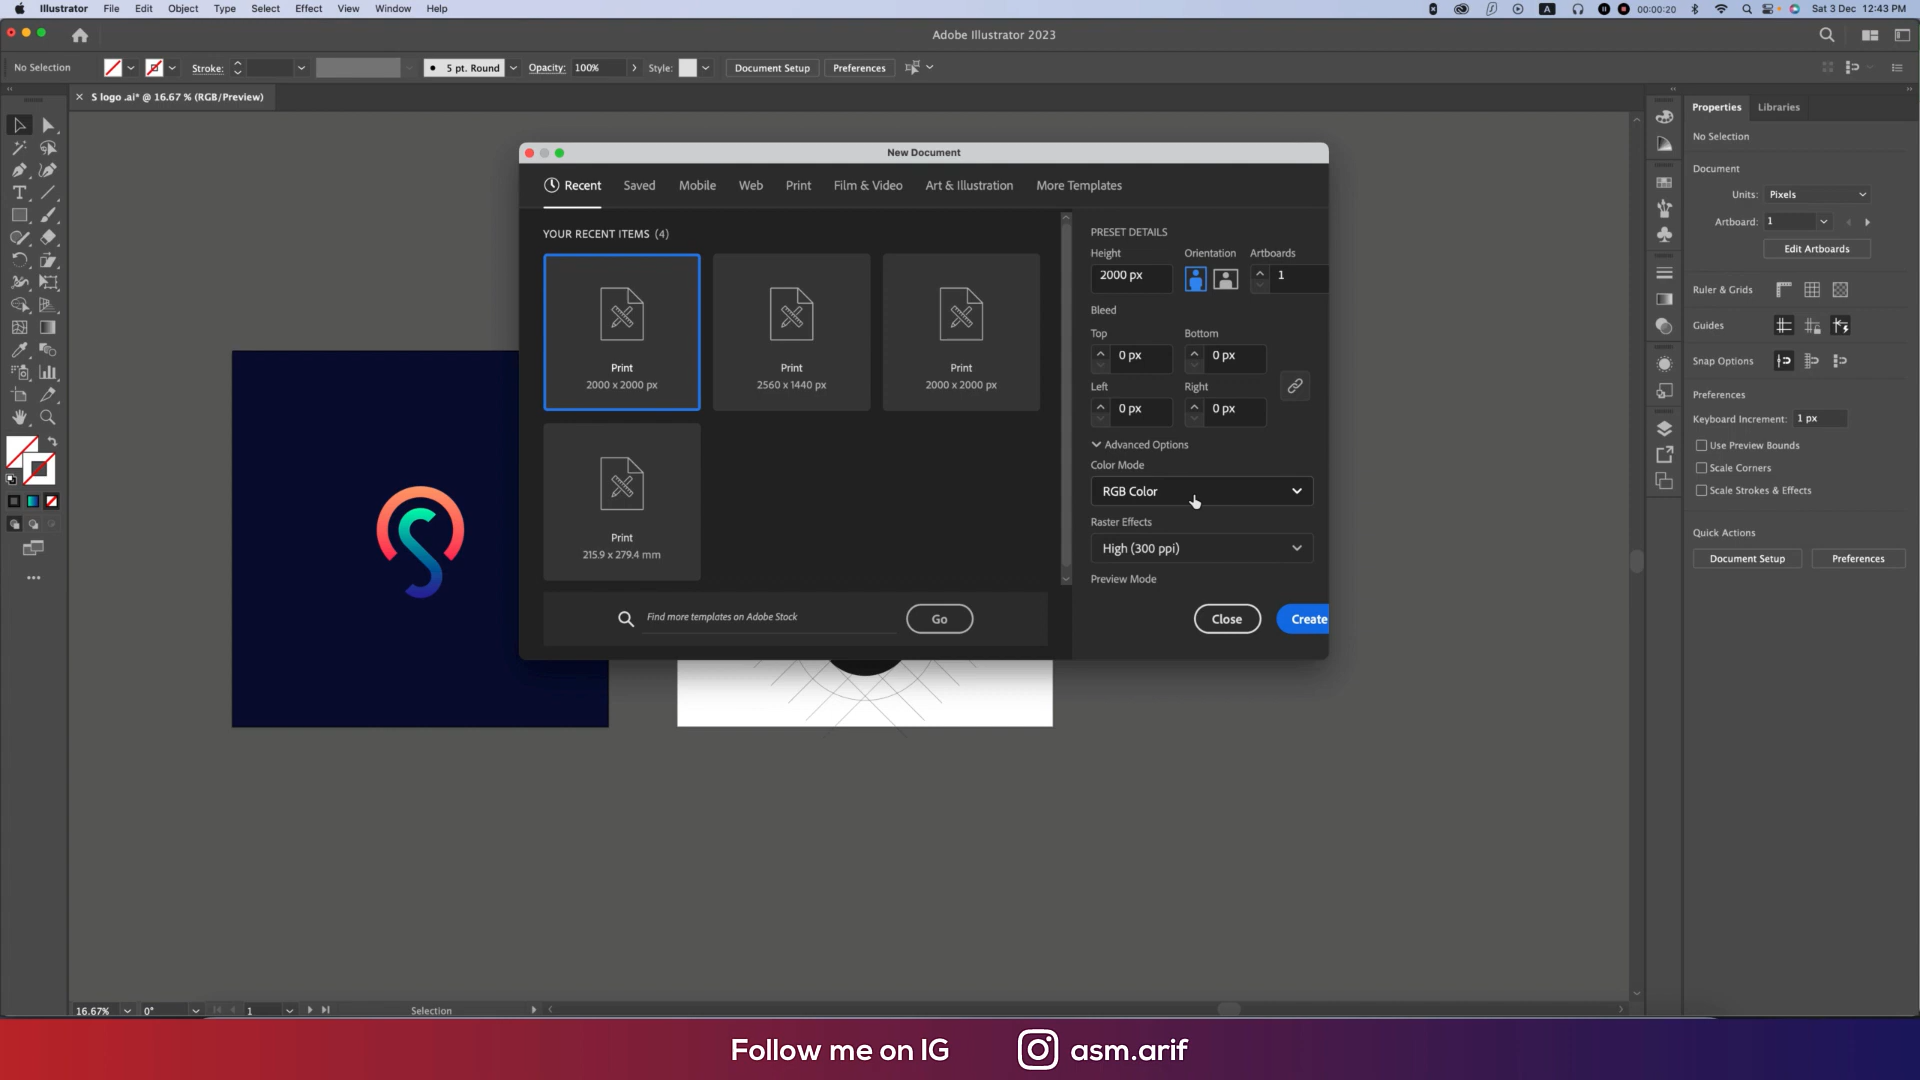 Illustrator File Edit Object Type Select Effect View Window Help
A 00:00:20 Sat 3 Dec 12:43 PM
Adobe Illustrator 2023
No Selection Stroke: 5 pt. Round Opacity: 100% Style: Document Setup Preferences
× S logo .ai* @ 16.67 % (RGB/Preview)
New Document
Recent Saved Mobile Web Print Film & Video Art & Illustration More Templates
YOUR RECENT ITEMS (4)
Print
2000 x 2000 px
Print
2560 x 1440 px
Print
2000 x 2000 px
Print
215.9 x 279.4 mm
Find more templates on Adobe Stock
Go
PRESET DETAILS
Height Orientation Artboards
2000 px 1
Bleed
Top Bottom
0 px 0 px
Left Right
0 px 0 px
Advanced Options
Color Mode
RGB Color
Raster Effects
High (300 ppi)
Preview Mode
Close Create
Properties Libraries
No Selection
Document
Units: Pixels
Artboard: 1
Edit Artboards
Ruler & Grids
Guides
Snap Options
Preferences
Keyboard Increment: 1 px
Use Preview Bounds
Scale Corners
Scale Strokes & Effects
Quick Actions
Document Setup Preferences
16.67% 0° 1 Selection
Follow me on IG asm.arif